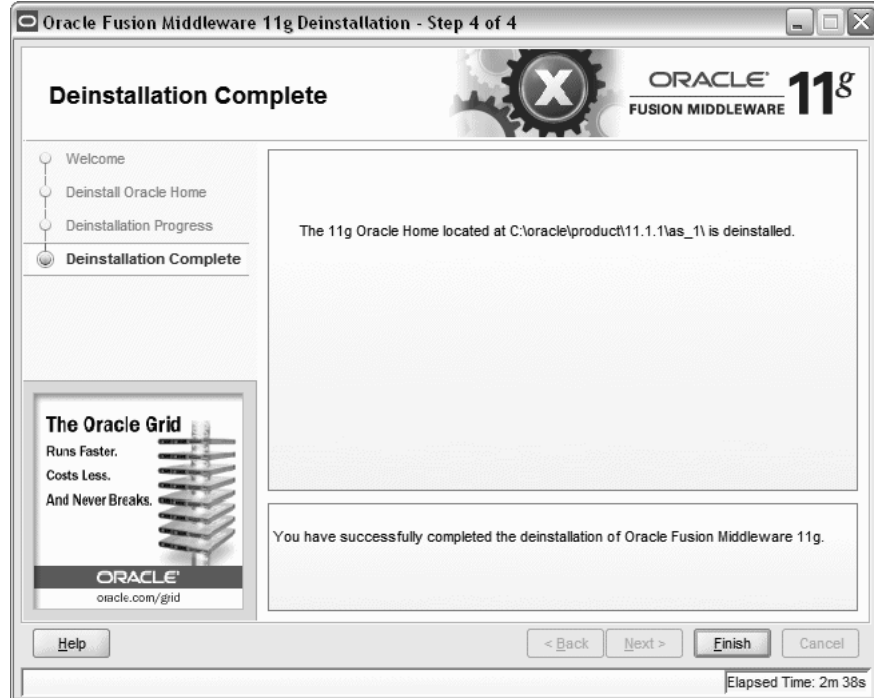 Oracle Fusion Middleware 11g Deinstallation - Step 4 of 4
Deinstallation Complete
ORACLE®
FUSION MIDDLEWARE
11g
Welcome
Deinstall Oracle Home
Deinstallation Progress
Deinstallation Complete
The 11g Oracle Home located at C:\oracle\product\11.1.1\as_1\ is deinstalled.
The Oracle Grid
Runs Faster.
Costs Less.
And Never Breaks.
ORACLE®
oracle.com/grid
You have successfully completed the deinstallation of Oracle Fusion Middleware 11g.
Help
< Back
Next >
Finish
Cancel
Elapsed Time: 2m 38s